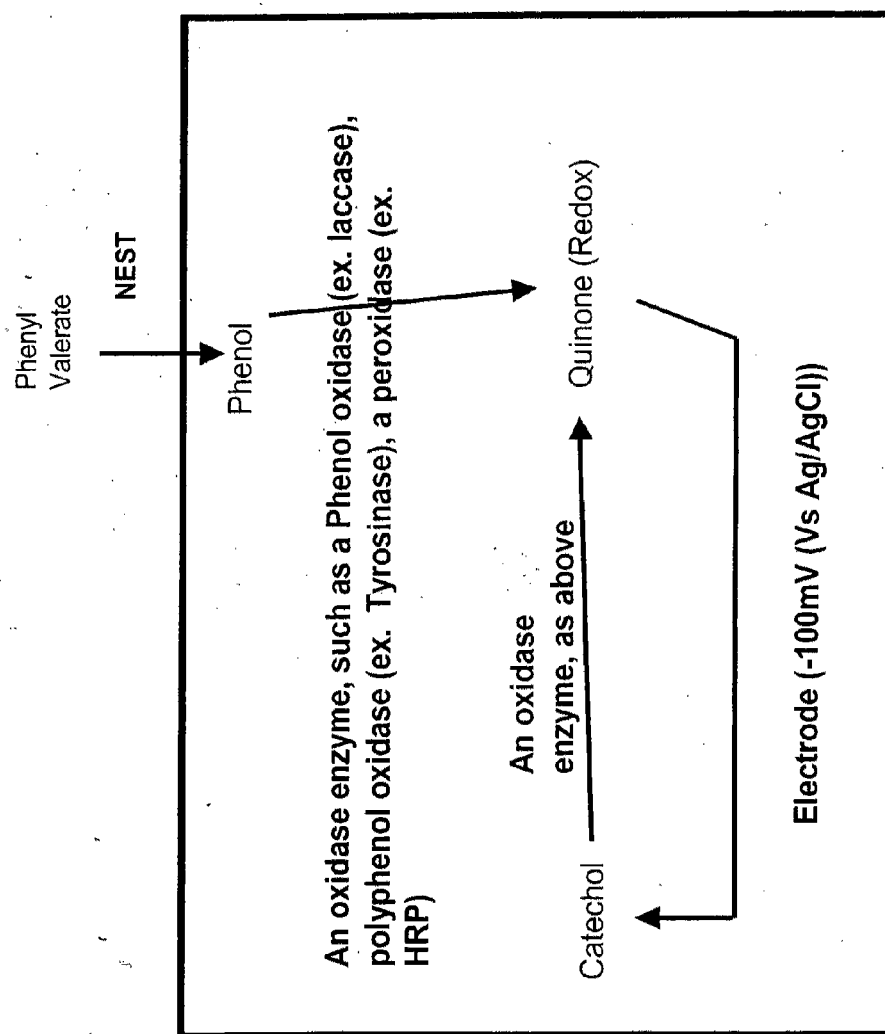 Phenyl
Valerate
NEST
Phenol
An oxidase enzyme, such as a Phenol oxidase (ex. laccase),
polyphenol oxidase (ex. Tyrosinase), a peroxidase (ex.
HRP)
An oxidase
enzyme, as above
Catechol
Quinone (Redox)
Electrode (-100mV (Vs Ag/AgCl))